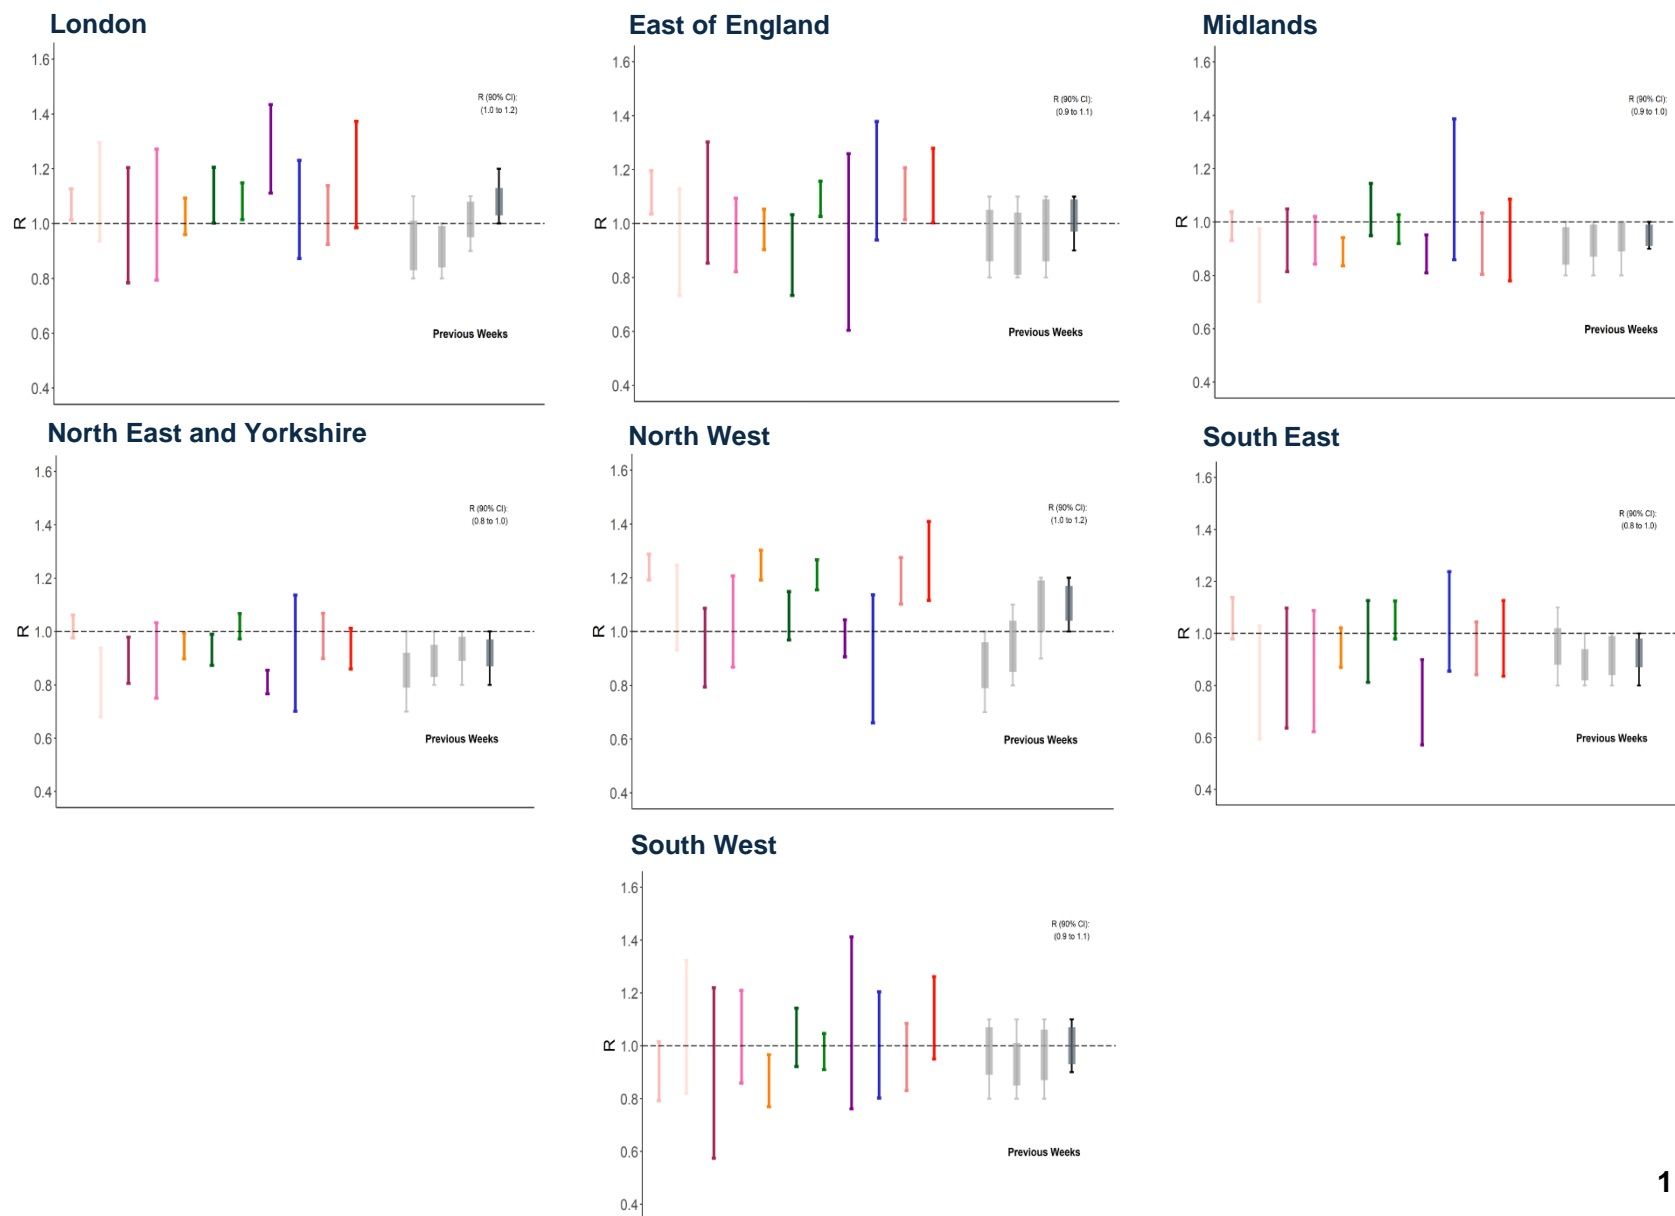 London
1.6
1.4
1.2
1.0
0.8
0.6
0.4
R
R (90% CI):
(1.0 to 1.2)
Previous Weeks
East of England
1.6
1.4
1.2
1.0
0.8
0.6
0.4
R
R (90% CI):
(0.9 to 1.1)
Previous Weeks
Midlands
1.6
1.4
1.2
1.0
0.8
0.6
0.4
R
R (90% CI):
(0.9 to 1.0)
Previous Weeks
North East and Yorkshire
1.6
1.4
1.2
1.0
0.8
0.6
0.4
R
R (90% CI):
(0.8 to 1.0)
Previous Weeks
North West
1.6
1.4
1.2
1.0
0.8
0.6
0.4
R
R (90% CI):
(1.0 to 1.2)
Previous Weeks
South East
1.6
1.4
1.2
1.0
0.8
0.6
0.4
R
R (90% CI):
(0.8 to 1.0)
Previous Weeks
South West
1.6
1.4
1.2
1.0
0.8
0.6
0.4
R
R (90% CI):
(0.9 to 1.1)
Previous Weeks
1